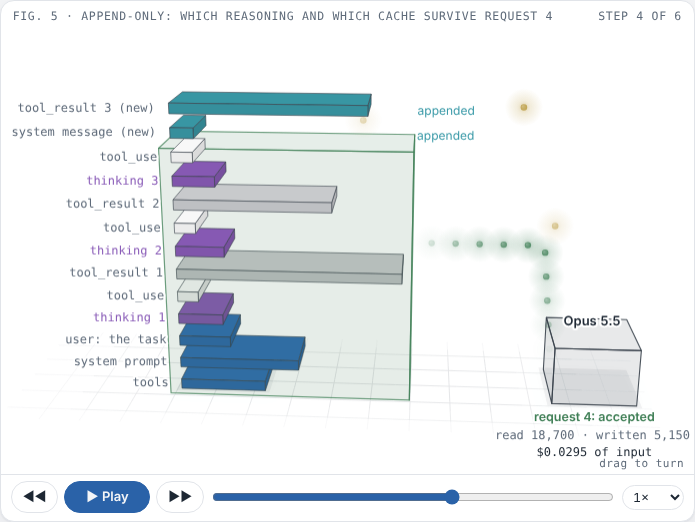 FIG. 5 · APPEND-ONLY: WHICH REASONING AND WHICH CACHE SURVIVE REQUEST 4
STEP 4 OF 6
tool_result 3 (new)
appended
system message (new)
appended
tool_use
thinking 3
tool_result 2
tool_use
thinking 2
tool_result 1
tool_use
thinking 1
user: the task
system prompt
tools
Opus 5:5
request 4: accepted
read 18,700 · written 5,150
$0.0295 of input
drag to turn
Play
1×